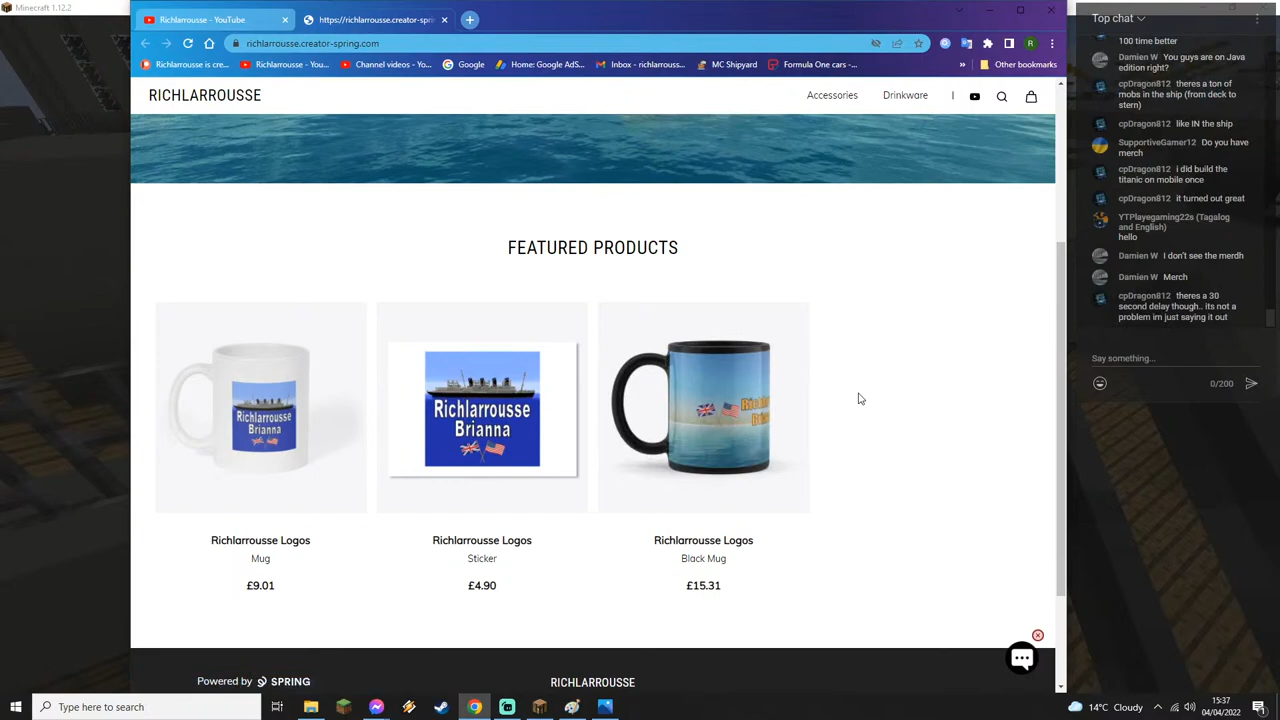 Minecraft 1.12.2
Richlarrousse - YouTube
https://richlarrousse.creator-spri
richlarrousse.creator-spring.com
R
Richlarrousse is cre...
Richlarrousse - You...
Channel videos - Yo...
Google
Home: Google AdS...
Inbox - richlarrouss...
MC Shipyard
Formula One cars -...
»
Other bookmarks
RICHLARROUSSE
Accessories
Drinkware
FEATURED PRODUCTS
Richlarrousse
Brianna
Richlarrousse
Brianna
Richlarrousse Logos
Mug
£9.01
Richlarrousse Logos
Sticker
£4.90
Richlarrousse Logos
Black Mug
£15.31
Powered by SPRING
RICHLARROUSSE
Top chat
100 time better
Damien W You guys are on Java
edition right?
cpDragon812 theres a ton of
mobs in the ship (from deck to
stern)
cpDragon812 like IN the ship
SupportiveGamer12 Do you have
merch
cpDragon812 i did build the
titanic on mobile once
cpDragon812 it turned out great
YTPlayegaming22s (Tagalog
and English)
hello
Damien W I don't see the merdh
Damien W Merch
cpDragon812 theres a 30
second delay though.. its not a
problem im just saying it out
Say something...
0/200
Type here to search
14°C Cloudy
15:37
04/04/2022